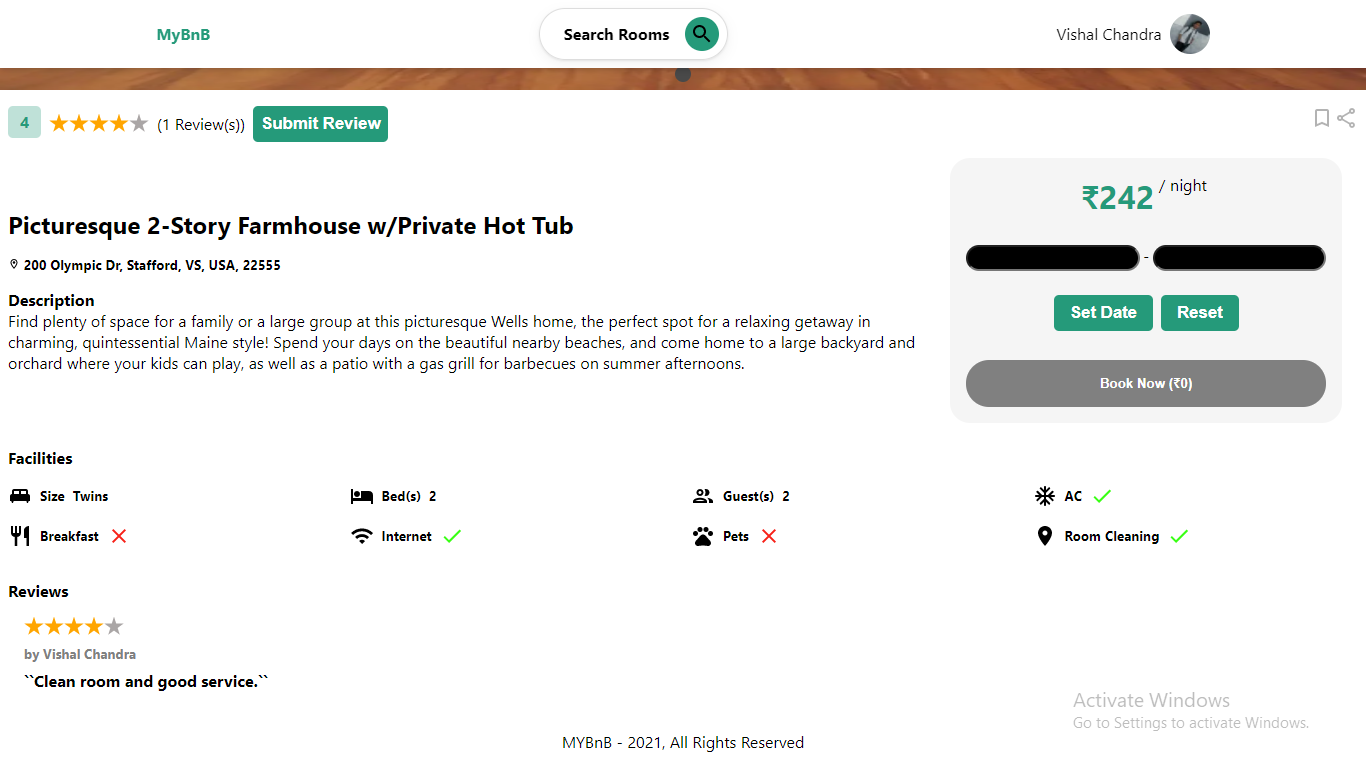 MyBnB
Search Rooms
Vishal Chandra
4
(1 Review(s))
Submit Review
₹242 / night
Picturesque 2-Story Farmhouse w/Private Hot Tub
200 Olympic Dr, Stafford, VS, USA, 22555
-
Description
Find plenty of space for a family or a large group at this picturesque Wells home, the perfect spot for a relaxing getaway in
charming, quintessential Maine style! Spend your days on the beautiful nearby beaches, and come home to a large backyard and
orchard where your kids can play, as well as a patio with a gas grill for barbecues on summer afternoons.
Set Date
Reset
Book Now (₹0)
Facilities
Size Twins
Bed(s) 2
Guest(s) 2
AC
Breakfast
Internet
Pets
Room Cleaning
Reviews
by Vishal Chandra
``Clean room and good service.``
Activate Windows
Go to Settings to activate Windows.
MYBnB - 2021, All Rights Reserved